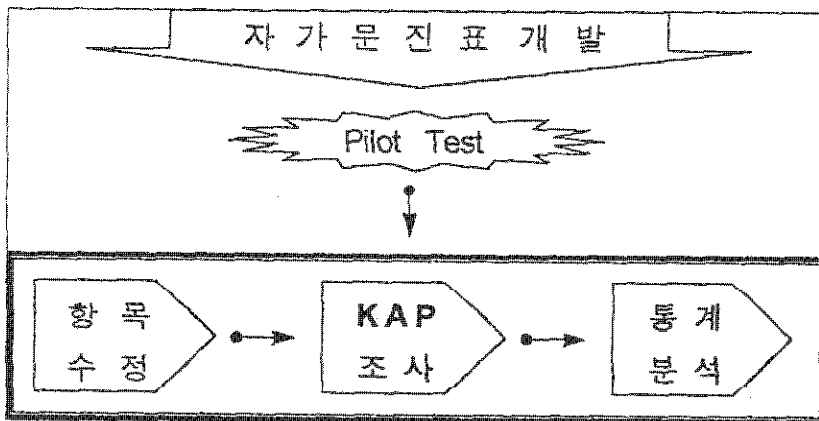 자 가 문 진 표 개 발
Pilot Test
항 목
수 정
KAP
조 사
통 계
분 석